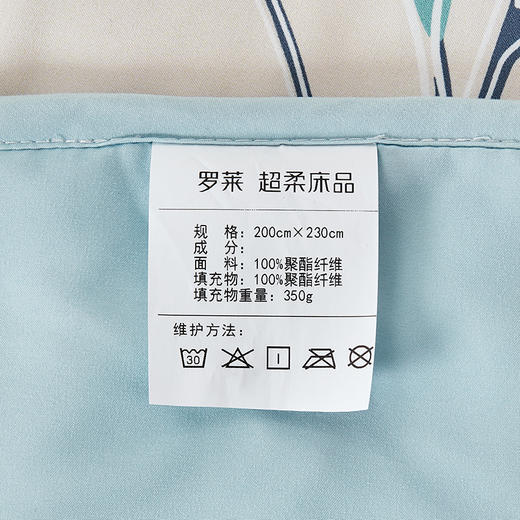 罗莱 超柔床品
规 格：200cm×230cm
成 分：
面 料：100%聚酯纤维
填充物：100%聚酯纤维
填充物重量：350g
维护方法：
30